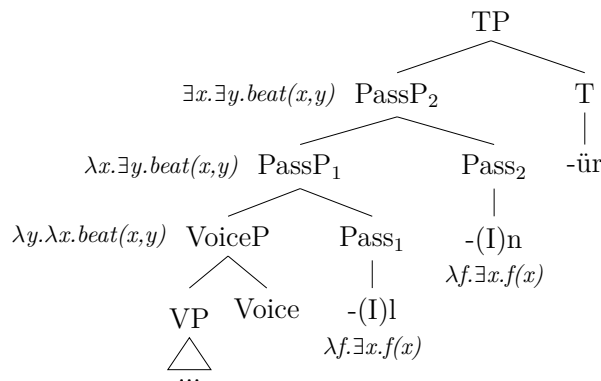 TP
∃x.∃y.beat(x,y) PassP₂ T
λx.∃y.beat(x,y) PassP₁ Pass₂ -ür
λy.λx.beat(x,y) VoiceP Pass₁ -(I)n
λf.∃x.f(x)
VP Voice -(I)l
λf.∃x.f(x)
...